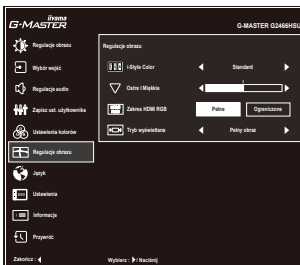 iiyama
G-MASTER
G-MASTER G2466HSU
Regulacje obrazu
Wybór wejść
Regulacje audio
Zapisz ust. użytkownika
Ustawienia kolorów
Regulacja obrazu
Język
Ustawienia
Informacje
Przywróć
Regulacje obrazu
i-Style Color
Standard
Ostre i Miękkie
3
Zakres HDMI RGB
Pełna
Ograniczone
Tryb wyświetlania
Pełny obraz
Zakończ :
Wybierz : / Naciśnij